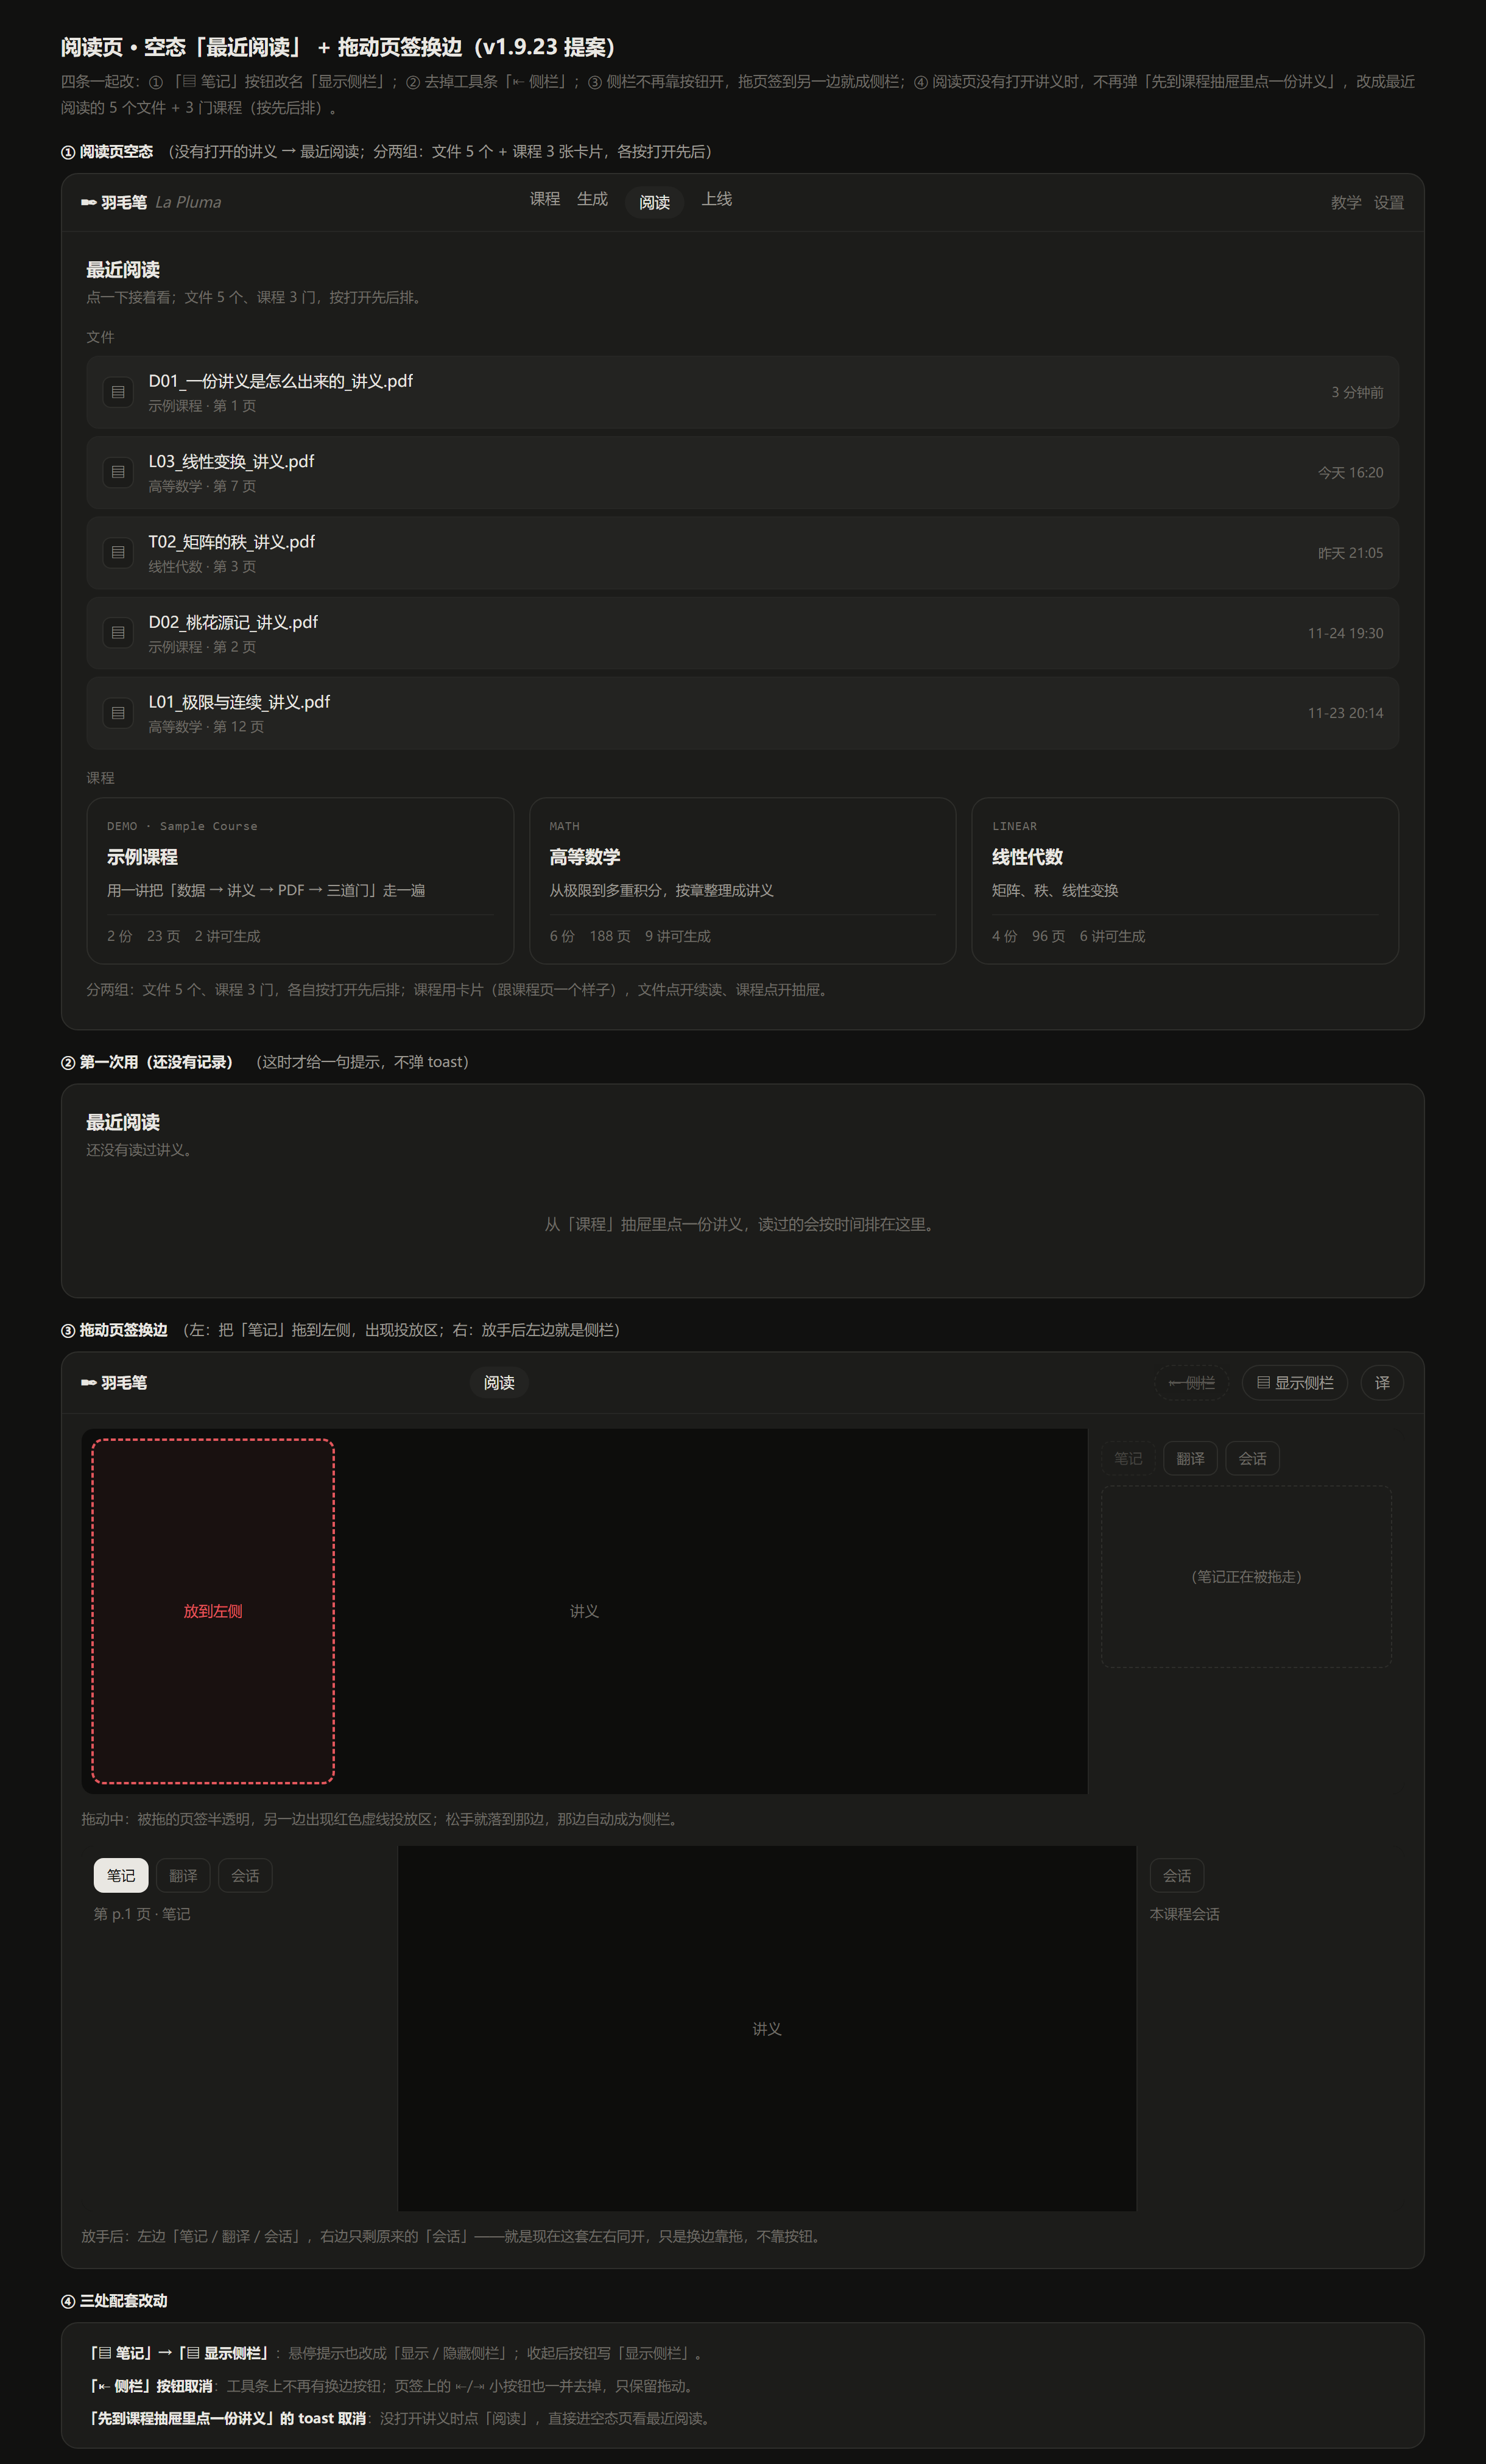 阅读页 • 空态「最近阅读」 + 拖动页签换边（v1.9.23 提案）
四条一起改：① 「▤ 笔记」按钮改名「显示侧栏」；② 去掉工具条「⇤ 侧栏」；③ 侧栏不再靠按钮开，拖页签到另一边就成侧栏；④ 阅读页没有打开讲义时，不再弹「先到课程抽屉里点一份讲义」，改成最近
阅读的 5 个文件 + 3 门课程（按先后排）。
① 阅读页空态 （没有打开的讲义 → 最近阅读；分两组：文件 5 个 + 课程 3 张卡片，各按打开先后）
✒ 羽毛笔 La Pluma 课程 生成 阅读 上线 教学 设置
最近阅读
点一下接着看；文件 5 个、课程 3 门，按打开先后排。
文件
▤ D01_一份讲义是怎么出来的_讲义.pdf
示例课程 · 第 1 页
3 分钟前
▤ L03_线性变换_讲义.pdf
高等数学 · 第 7 页
今天 16:20
▤ T02_矩阵的秩_讲义.pdf
线性代数 · 第 3 页
昨天 21:05
▤ D02_桃花源记_讲义.pdf
示例课程 · 第 2 页
11-24 19:30
▤ L01_极限与连续_讲义.pdf
高等数学 · 第 12 页
11-23 20:14
课程
DEMO · Sample Course
示例课程
用一讲把「数据 → 讲义 → PDF → 三道门」走一遍
2 份 23 页 2 讲可生成
MATH
高等数学
从极限到多重积分，按章整理成讲义
6 份 188 页 9 讲可生成
LINEAR
线性代数
矩阵、秩、线性变换
4 份 96 页 6 讲可生成
分两组：文件 5 个、课程 3 门，各自按打开先后排；课程用卡片（跟课程页一个样子），文件点开续读、课程点开抽屉。
② 第一次用（还没有记录） （这时才给一句提示，不弹 toast）
最近阅读
还没有读过讲义。
从「课程」抽屉里点一份讲义，读过的会按时间排在这里。
③ 拖动页签换边 （左：把「笔记」拖到左侧，出现投放区；右：放手后左边就是侧栏）
✒ 羽毛笔 阅读 ⇤ 侧栏 ▤ 显示侧栏 译
笔记 翻译 会话
放到左侧
讲义
（笔记正在被拖走）
拖动中：被拖的页签半透明，另一边出现红色虚线投放区；松手就落到那边，那边自动成为侧栏。
笔记 翻译 会话
第 p.1 页 · 笔记
讲义
会话
本课程会话
放手后：左边「笔记 / 翻译 / 会话」，右边只剩原来的「会话」——就是现在这套左右同开，只是换边靠拖，不靠按钮。
④ 三处配套改动
「▤ 笔记」→「▤ 显示侧栏」：悬停提示也改成「显示 / 隐藏侧栏」；收起后按钮写「显示侧栏」。
「⇤ 侧栏」按钮取消：工具条上不再有换边按钮；页签上的 ⇤/⇥ 小按钮也一并去掉，只保留拖动。
「先到课程抽屉里点一份讲义」的 toast 取消：没打开讲义时点「阅读」，直接进空态页看最近阅读。